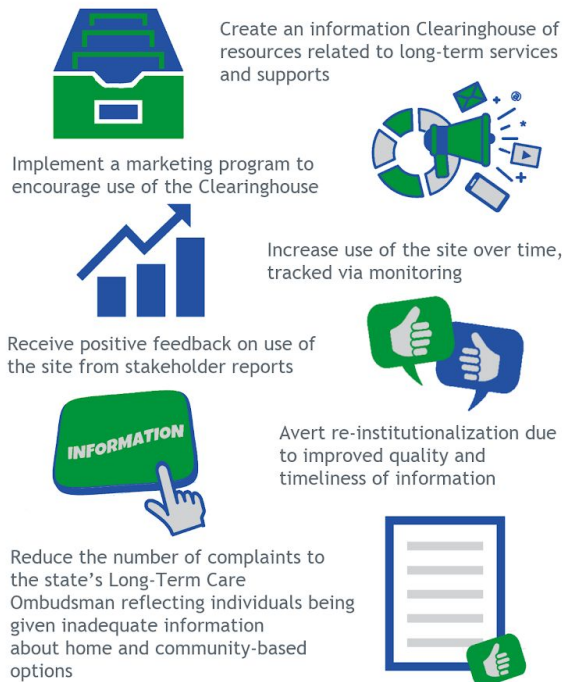 Create an information Clearinghouse of
resources related to long-term services
and supports
Implement a marketing program to
encourage use of the Clearinghouse
Increase use of the site over time,
tracked via monitoring
Receive positive feedback on use of
the site from stakeholder reports
INFORMATION
Avert re-institutionalization due
to improved quality and
timeliness of information
Reduce the number of complaints to
the state’s Long-Term Care
Ombudsman reflecting individuals being
given inadequate information
about home and community-based
options